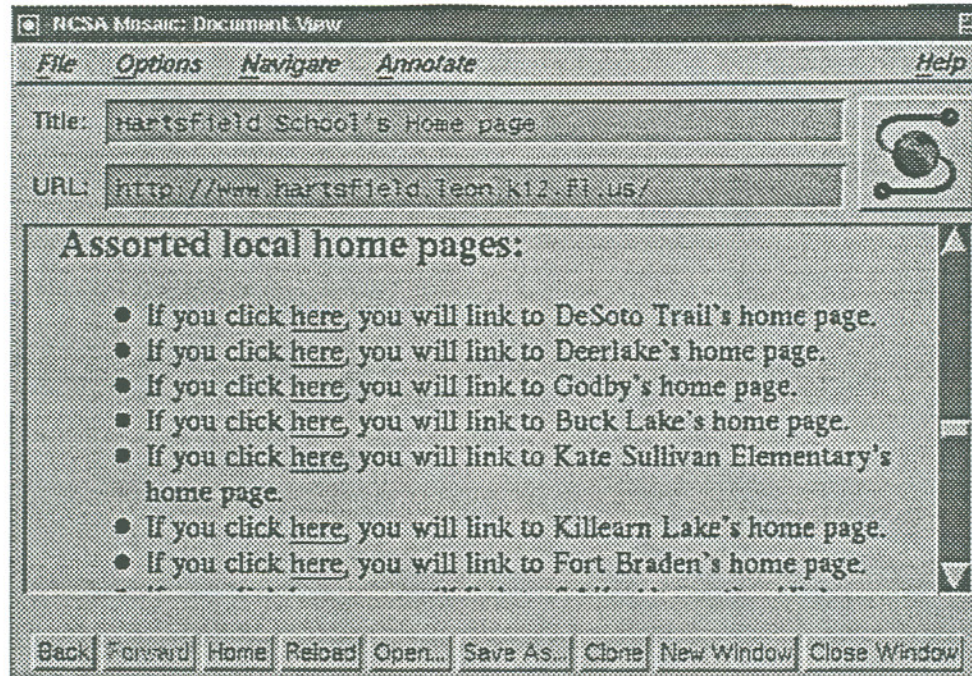 NCSA Mosaic: Document View
File Options Navigate Annotate Help
Title: Hartsfield School's Home page
URL: http://www.hartsfield.leon.k12.fl.us/
Assorted local home pages:
• If you click here, you will link to DeSoto Trail's home page.
• If you click here, you will link to Deerlake's home page.
• If you click here, you will link to Godby's home page.
• If you click here, you will link to Buck Lake's home page.
• If you click here, you will link to Kate Sullivan Elementary's
home page.
• If you click here, you will link to Killearn Lake's home page.
• If you click here, you will link to Fort Braden's home page.
Back Forward Home Reload Open... Save As... Clone New Window Close Window